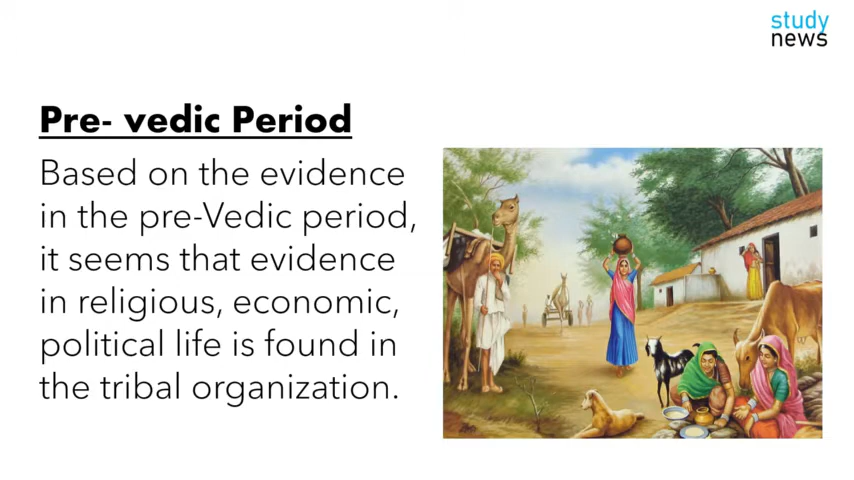 study
news
Pre- vedic Period
Based on the evidence
in the pre-Vedic period,
it seems that evidence
in religious, economic,
political life is found in
the tribal organization.